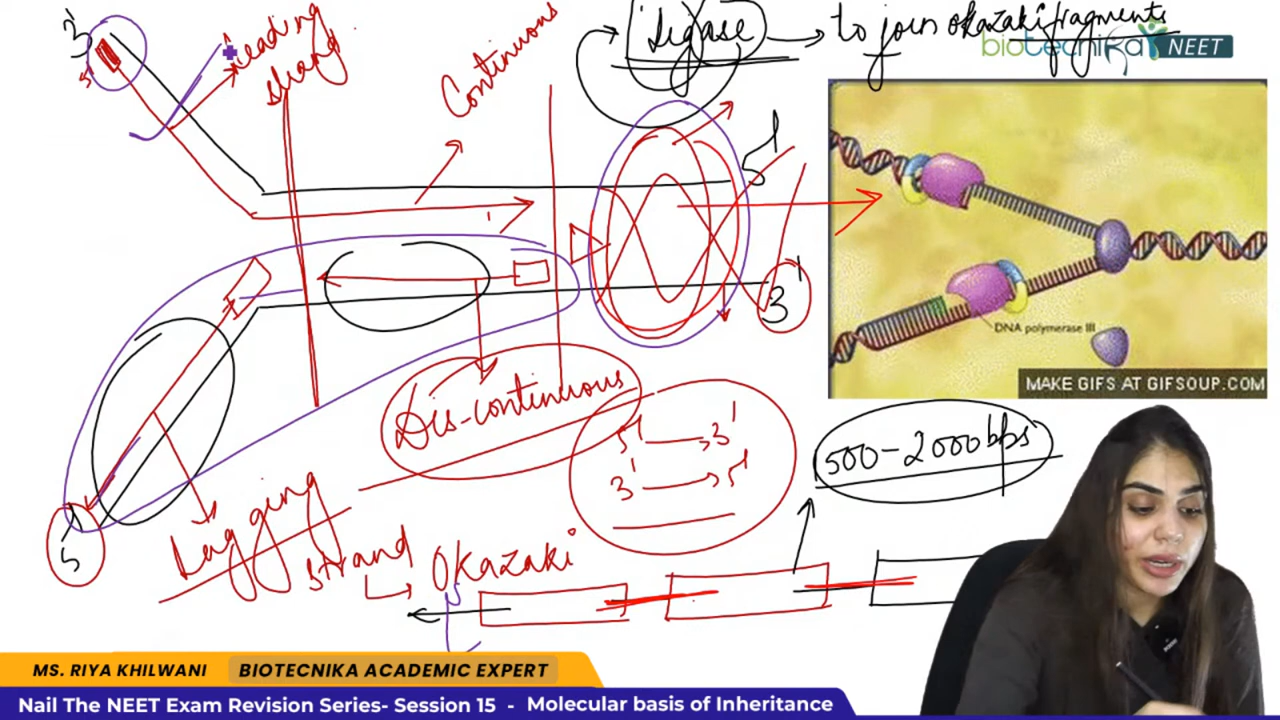 3'
5'
Leading
strand
Continuous
Ligase → to join Okazaki fragments
biotecnika NEET
5'
3'
DNA polymerase III
MAKE GIFS AT GIFSOUP.COM
Dis-continuous
5' → 3'
3' → 5'
500-2000bps
Lagging
strand
Okazaki
5'
MS. RIYA KHILWANI BIOTECNIKA ACADEMIC EXPERT
Nail The NEET Exam Revision Series- Session 15 - Molecular basis of Inheritance